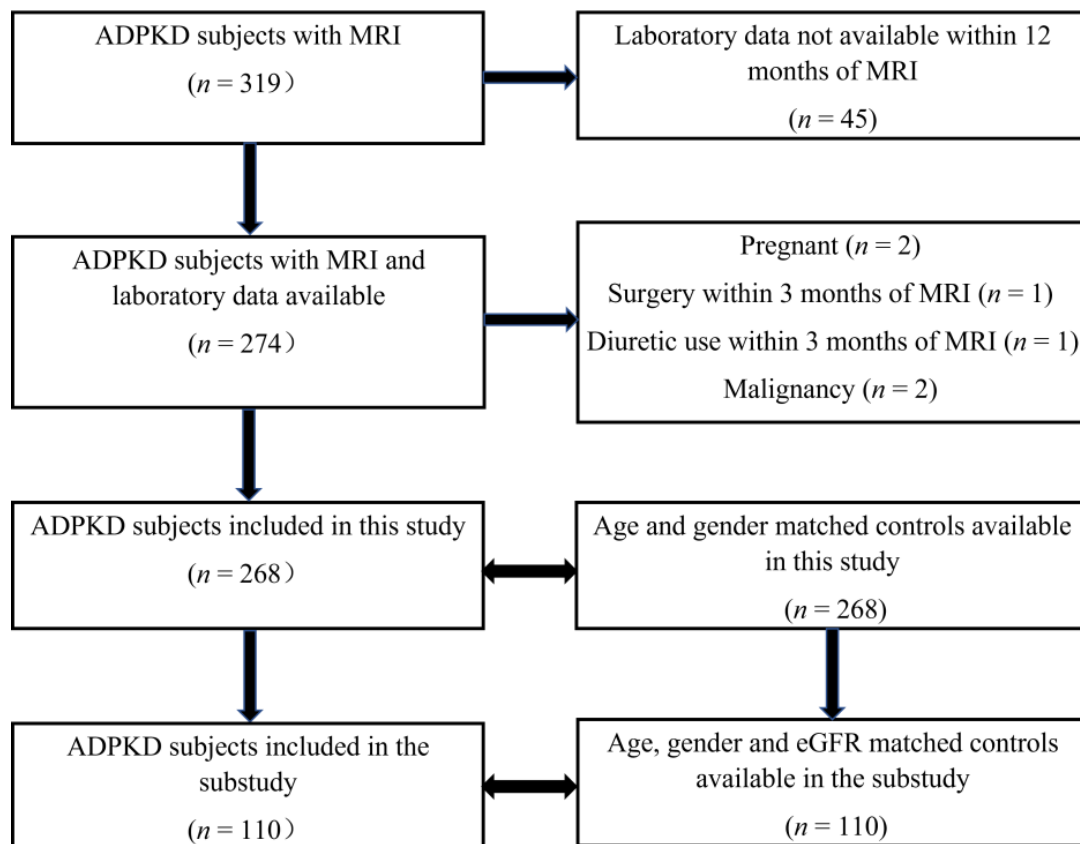 ADPKD subjects with MRI
(n = 319）
Laboratory data not available within 12
months of MRI
(n = 45)
ADPKD subjects with MRI and
laboratory data available
(n = 274）
Pregnant (n = 2)
Surgery within 3 months of MRI (n = 1)
Diuretic use within 3 months of MRI (n = 1)
Malignancy (n = 2)
ADPKD subjects included in this study
(n = 268）
Age and gender matched controls available
in this study
(n = 268)
ADPKD subjects included in the
substudy
(n = 110）
Age, gender and eGFR matched controls
available in the substudy
(n = 110)